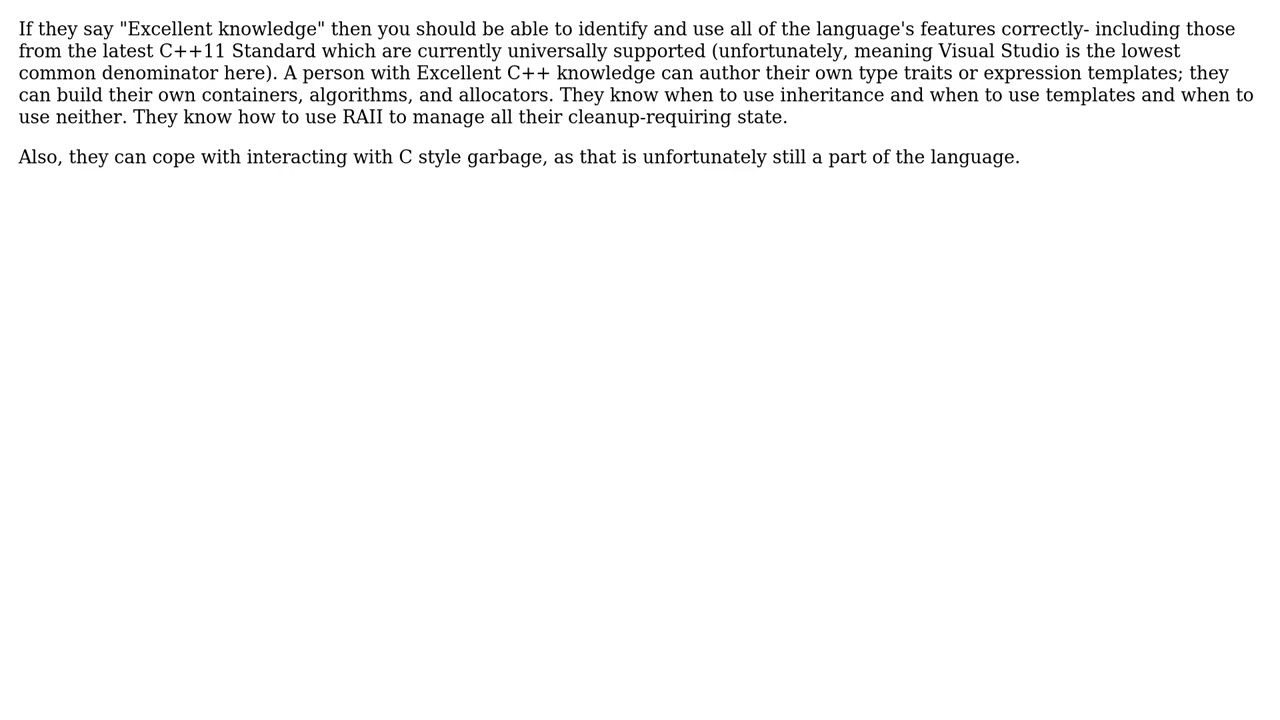 If they say "Excellent knowledge" then you should be able to identify and use all of the language's features correctly- including those
from the latest C++11 Standard which are currently universally supported (unfortunately, meaning Visual Studio is the lowest
common denominator here). A person with Excellent C++ knowledge can author their own type traits or expression templates; they
can build their own containers, algorithms, and allocators. They know when to use inheritance and when to use templates and when to
use neither. They know how to use RAII to manage all their cleanup-requiring state.
Also, they can cope with interacting with C style garbage, as that is unfortunately still a part of the language.